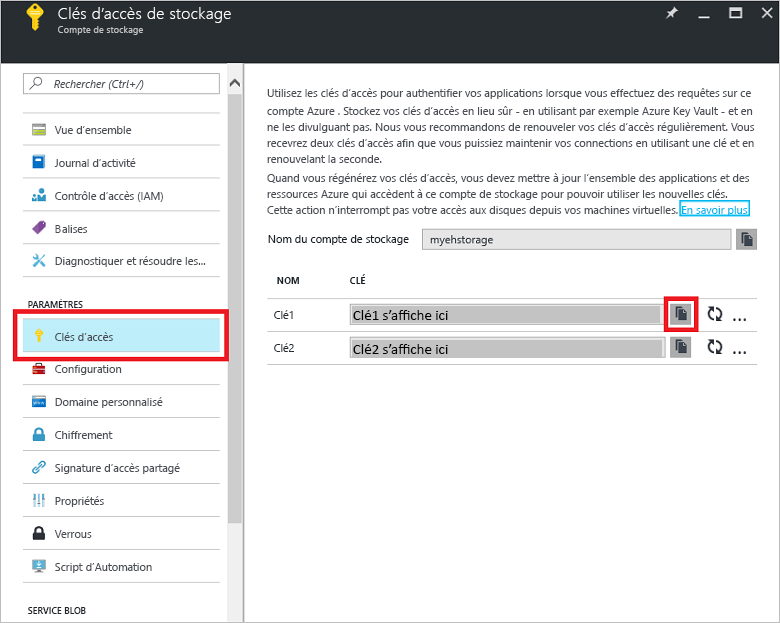 Clés d'accès de stockage
Compte de stockage
Rechercher (Ctrl+/)
Vue d'ensemble
Journal d'activité
Contrôle d'accès (IAM)
Balises
Diagnostiquer et résoudre les...
PARAMÈTRES
Clés d'accès
Configuration
Domaine personnalisé
Chiffrement
Signature d'accès partagé
Propriétés
Verrous
Script d'Automation
SERVICE BLOB
Utilisez les clés d'accès pour authentifier vos applications lorsque vous effectuez des requêtes sur ce
compte Azure . Stockez vos clés d'accès en lieu sûr - en utilisant par exemple Azure Key Vault - et en
ne les divulguant pas. Nous vous recommandons de renouveler vos clés d'accès régulièrement. Vous
recevrez deux clés d'accès afin que vous puissiez maintenir vos connections en utilisant une clé et en
renouvelant la seconde.
Quand vous régénérez vos clés d'accès, vous devez mettre à jour l'ensemble des applications et des
ressources Azure qui accèdent à ce compte de stockage pour pouvoir utiliser les nouvelles clés.
Cette action n'interrompt pas votre accès aux disques depuis vos machines virtuelles. En savoir plus
Nom du compte de stockage myehstorage
NOM CLÉ
Clé1 Clé1 s'affiche ici ...
Clé2 Clé2 s'affiche ici ...